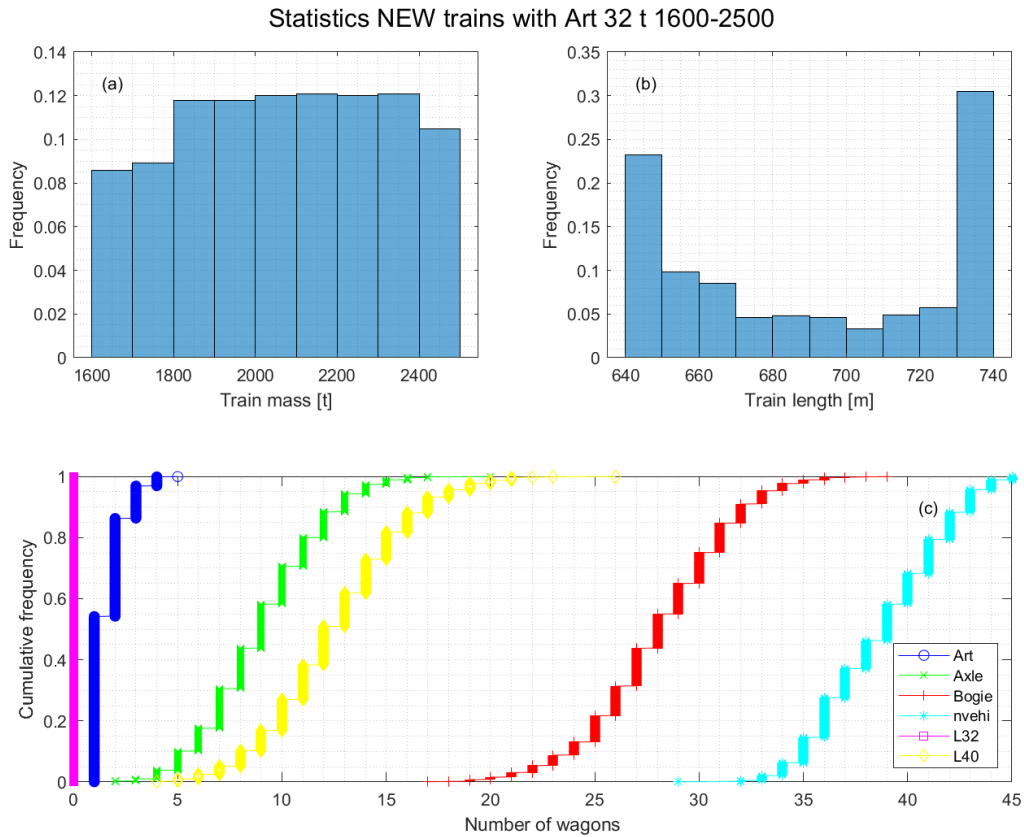 Statistics NEW trains with Art 32 t 1600-2500
(a)
0.14
0.12
0.1
0.08
0.06
0.04
0.02
0
Frequency
1600 1800 2000 2200 2400
Train mass [t]
(b)
0.35
0.3
0.25
0.2
0.15
0.1
0.05
0
Frequency
640 660 680 700 720 740
Train length [m]
(c)
1
0.8
0.6
0.4
0.2
0
Cumulative frequency
Art
Axle
Bogie
nvehi
L32
L40
0 5 10 15 20 25 30 35 40 45
Number of wagons